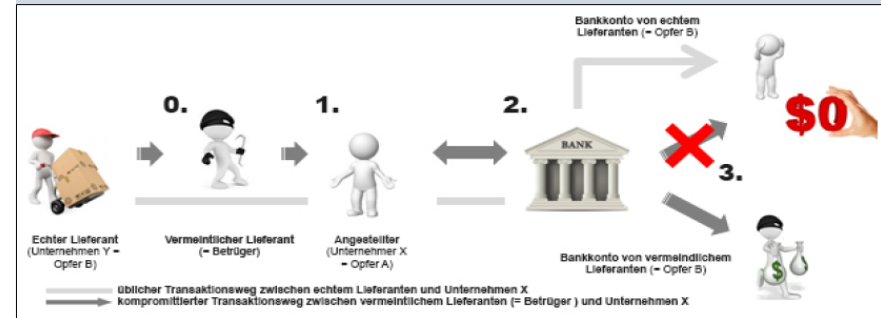 Bankkonto von echtem
Lieferanten (= Opfer B)
0.
1.
2.
$0
BANK
3.
Echter Lieferant
(Unternehmen Y =
Opfer B)
Vermeintlicher Lieferant
(= Betrüger)
Angestellter
(Unternehmer X
= Opfer A)
Bankkonto von vermeindlichem
Lieferanten (= Opfer B)
$
üblicher Transaktionsweg zwischen echtem Lieferanten und Unternehmen X
kompromittierter Transaktionsweg zwischen vermeintlichem Lieferanten (= Betrüger ) und Unternehmen X